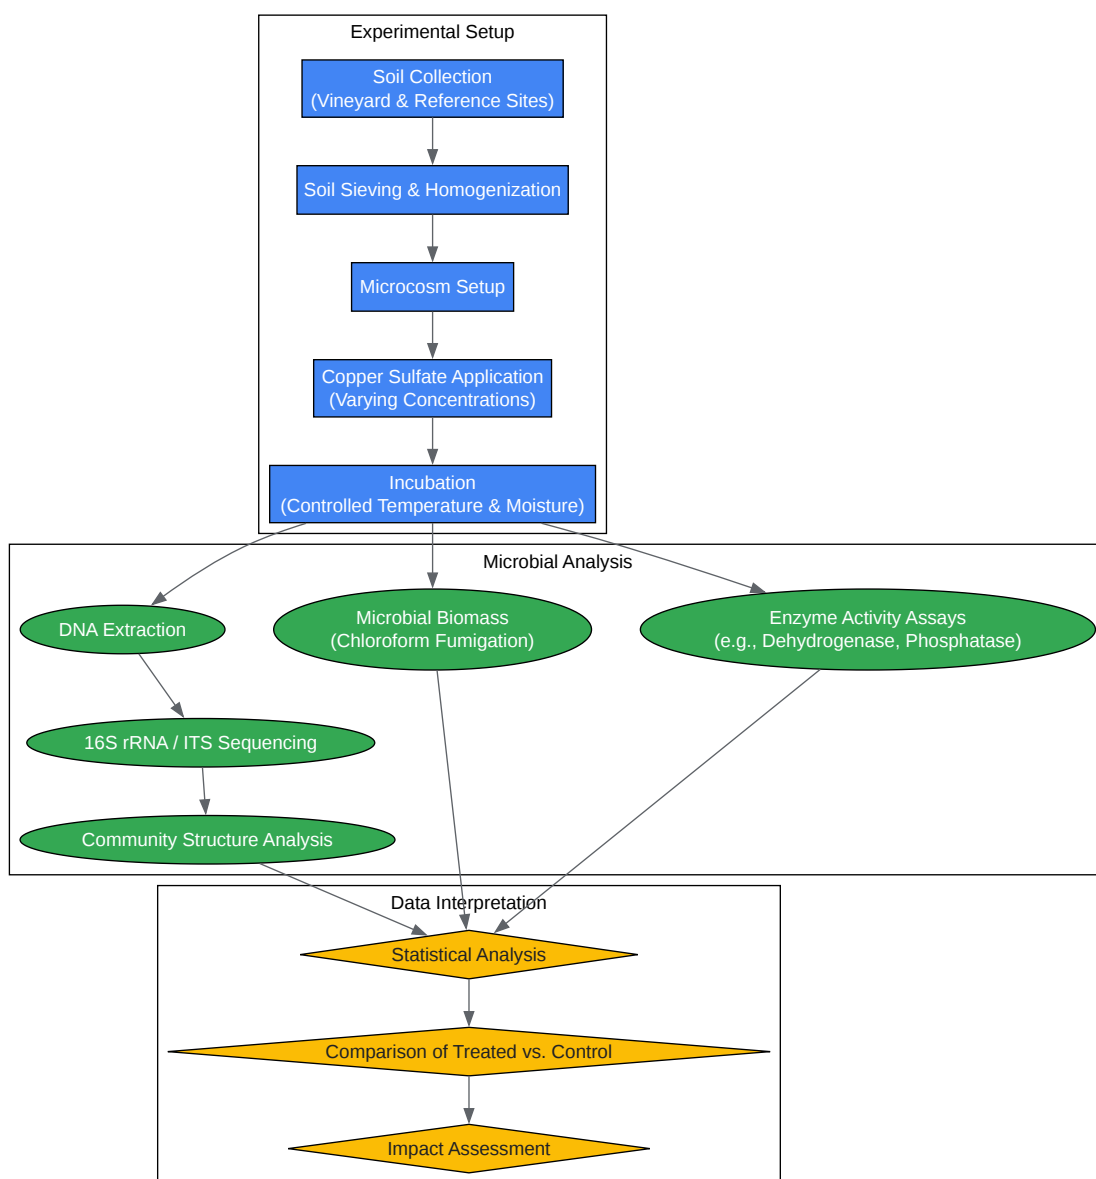 Experimental Setup
Soil Collection
(Vineyard & Reference Sites)
Soil Sieving & Homogenization
Microcosm Setup
Copper Sulfate Application
(Varying Concentrations)
Incubation
(Controlled Temperature & Moisture)
Microbial Analysis
DNA Extraction
Microbial Biomass
(Chloroform Fumigation)
Enzyme Activity Assays
(e.g., Dehydrogenase, Phosphatase)
16S rRNA / ITS Sequencing
Community Structure Analysis
Data Interpretation
Statistical Analysis
Comparison of Treated vs. Control
Impact Assessment